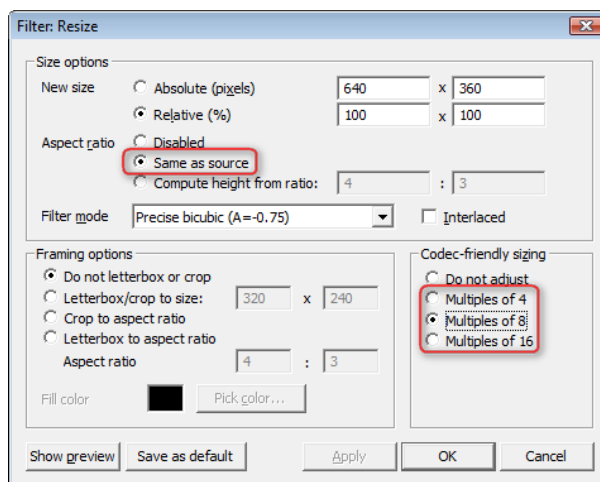 Filter: Resize
Size options
New size Absolute (pixels) 640 x 360
Relative (%) 100 x 100
Aspect ratio Disabled
Same as source
Compute height from ratio: 4 : 3
Filter mode Precise bicubic (A=-0.75) Interlaced
Framing options
Do not letterbox or crop
Letterbox/crop to size: 320 x 240
Crop to aspect ratio
Letterbox to aspect ratio
Aspect ratio 4 : 3
Fill color Pick color...
Codec-friendly sizing
Do not adjust
Multiples of 4
Multiples of 8
Multiples of 16
Show preview Save as default Apply OK Cancel